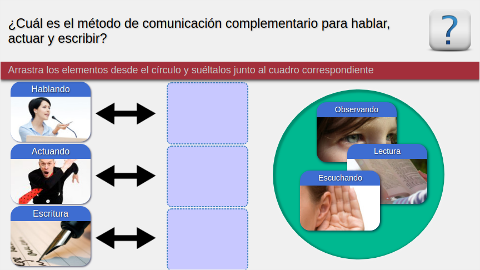 ¿Cuál es el método de comunicación complementario para hablar,
actuar y escribir?
?
Arrastra los elementos desde el círculo y suéltalos junto al cuadro correspondiente
Hablando
Actuando
Escritura
Observando
Lectura
Escuchando